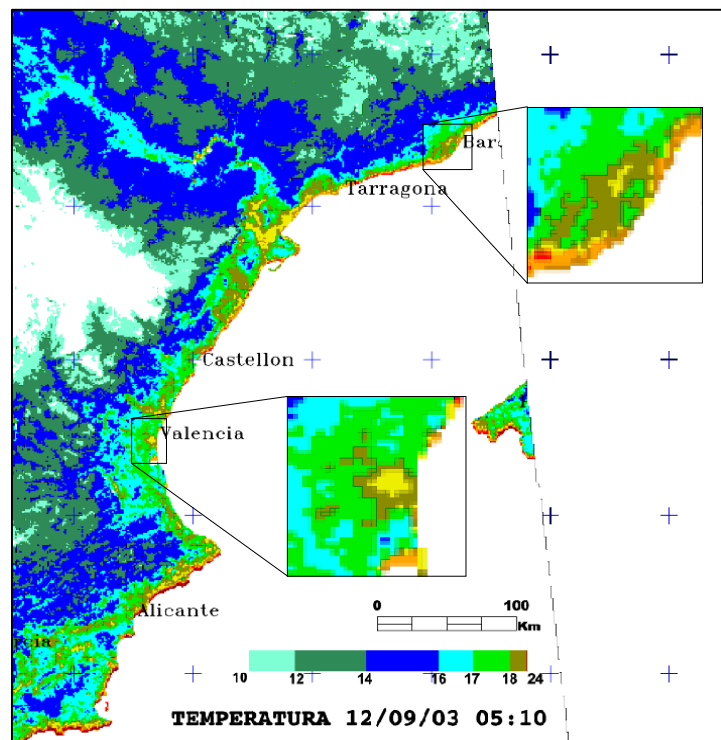 Bar
Tarragona
Castellon
Valencia
Alicante
rcia
0 100
Km
10 12 14 16 17 18 24
TEMPERATURA 12/09/03 05:10